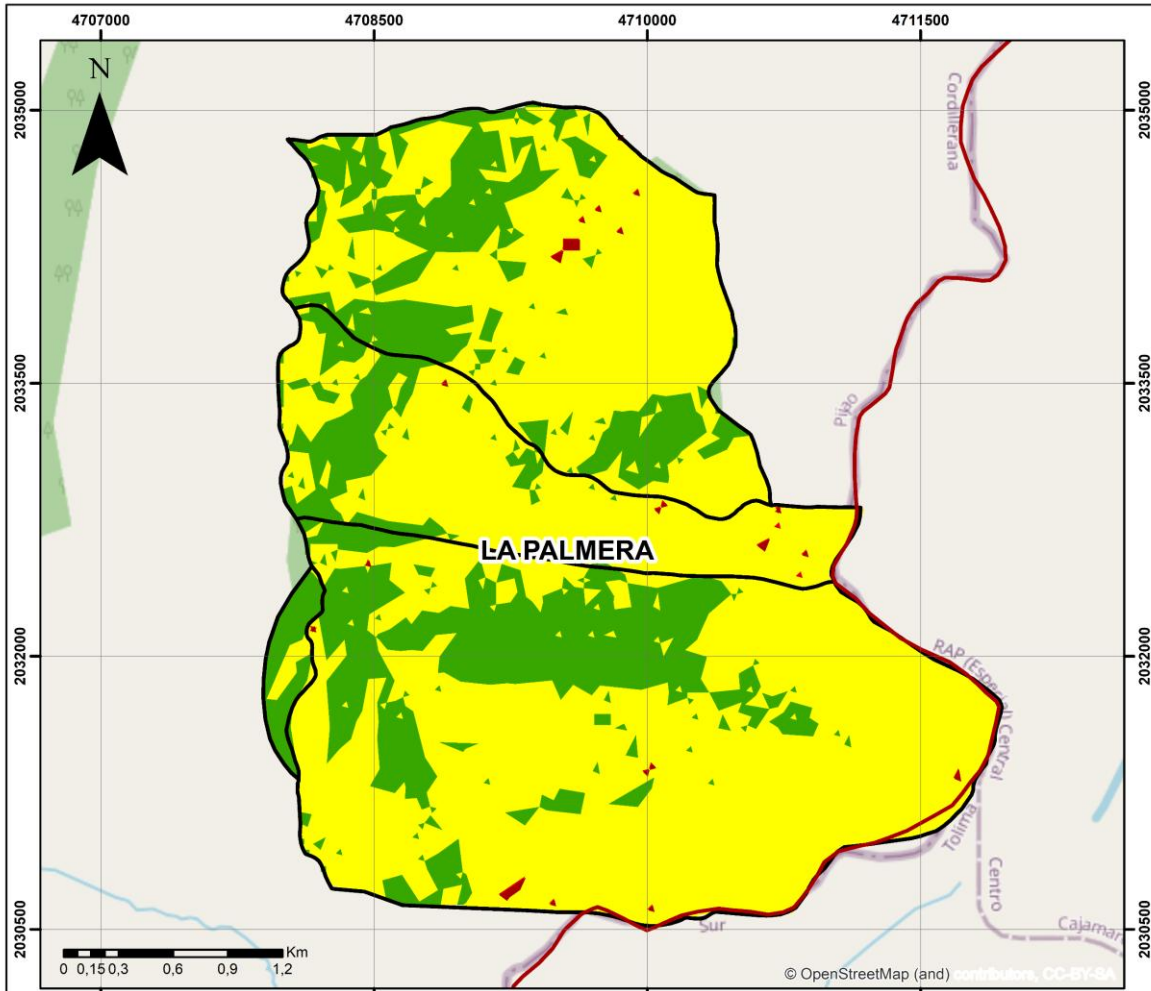 4707000 4708500 4710000 4711500
N
2035000 2035000
Cordillerana
2033500 2033500
Pijao
LA PALMERA
2032000 2032000
RAP (Especial) Central
Tolima
Centro
Cajamar
Sur
2030500 2030500
Km
0 0,15 0,3 0,6 0,9 1,2
© OpenStreetMap (and) contributors, CC-BY-SA